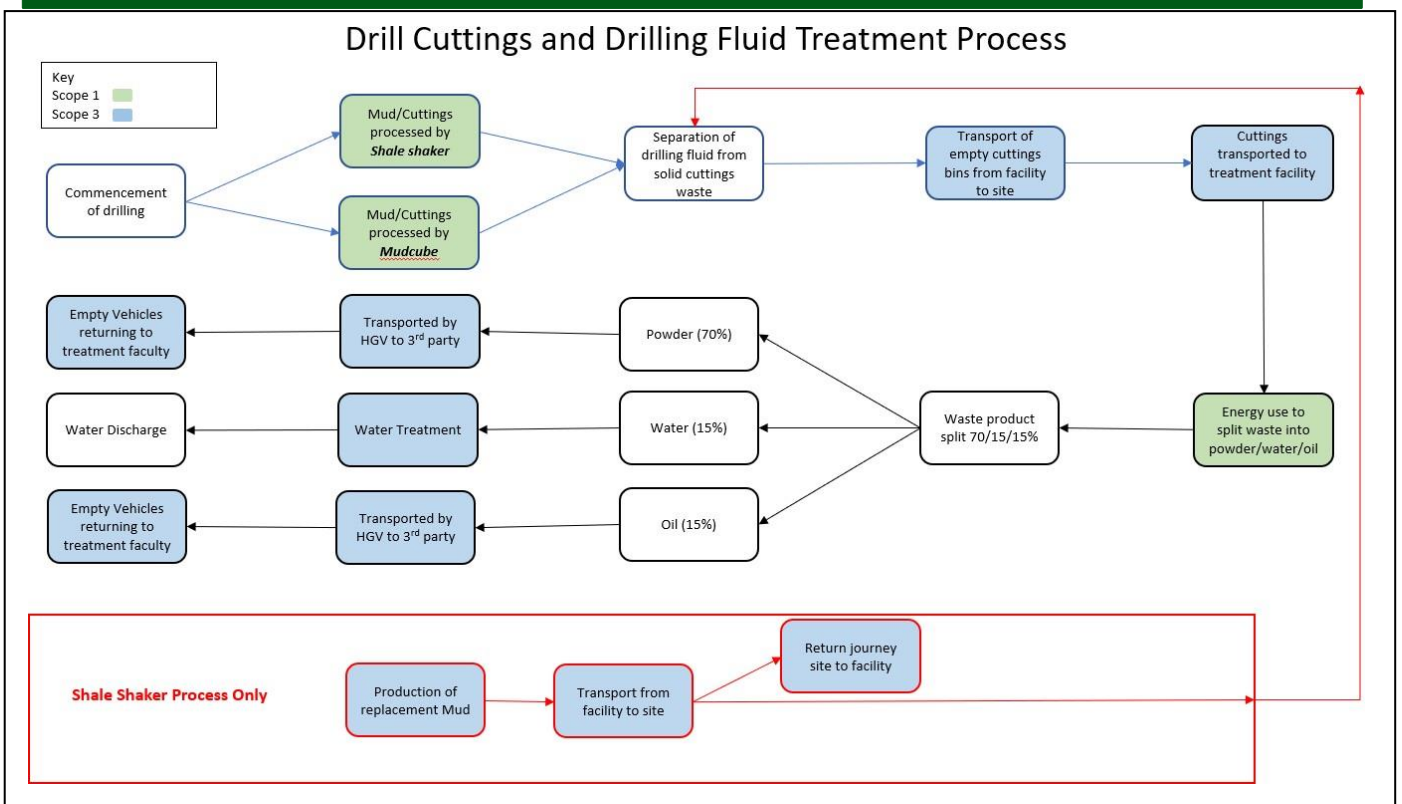 Drill Cuttings and Drilling Fluid Treatment Process
Key
Scope 1
Scope 3
Commencement
of drilling
Mud/Cuttings
processed by
Shale shaker
Mud/Cuttings
processed by
Mudcube
Separation of
drilling fluid from
solid cuttings
waste
Transport of
empty cuttings
bins from facility
to site
Cuttings
transported to
treatment facility
Empty Vehicles
returning to
treatment faculty
Transported by
HGV to 3rd party
Powder (70%)
Water Discharge
Water Treatment
Water (15%)
Waste product
split 70/15/15%
Energy use to
split waste into
powder/water/oil
Empty Vehicles
returning to
treatment faculty
Transported by
HGV to 3rd party
Oil (15%)
Shale Shaker Process Only
Production of
replacement Mud
Transport from
facility to site
Return journey
site to facility